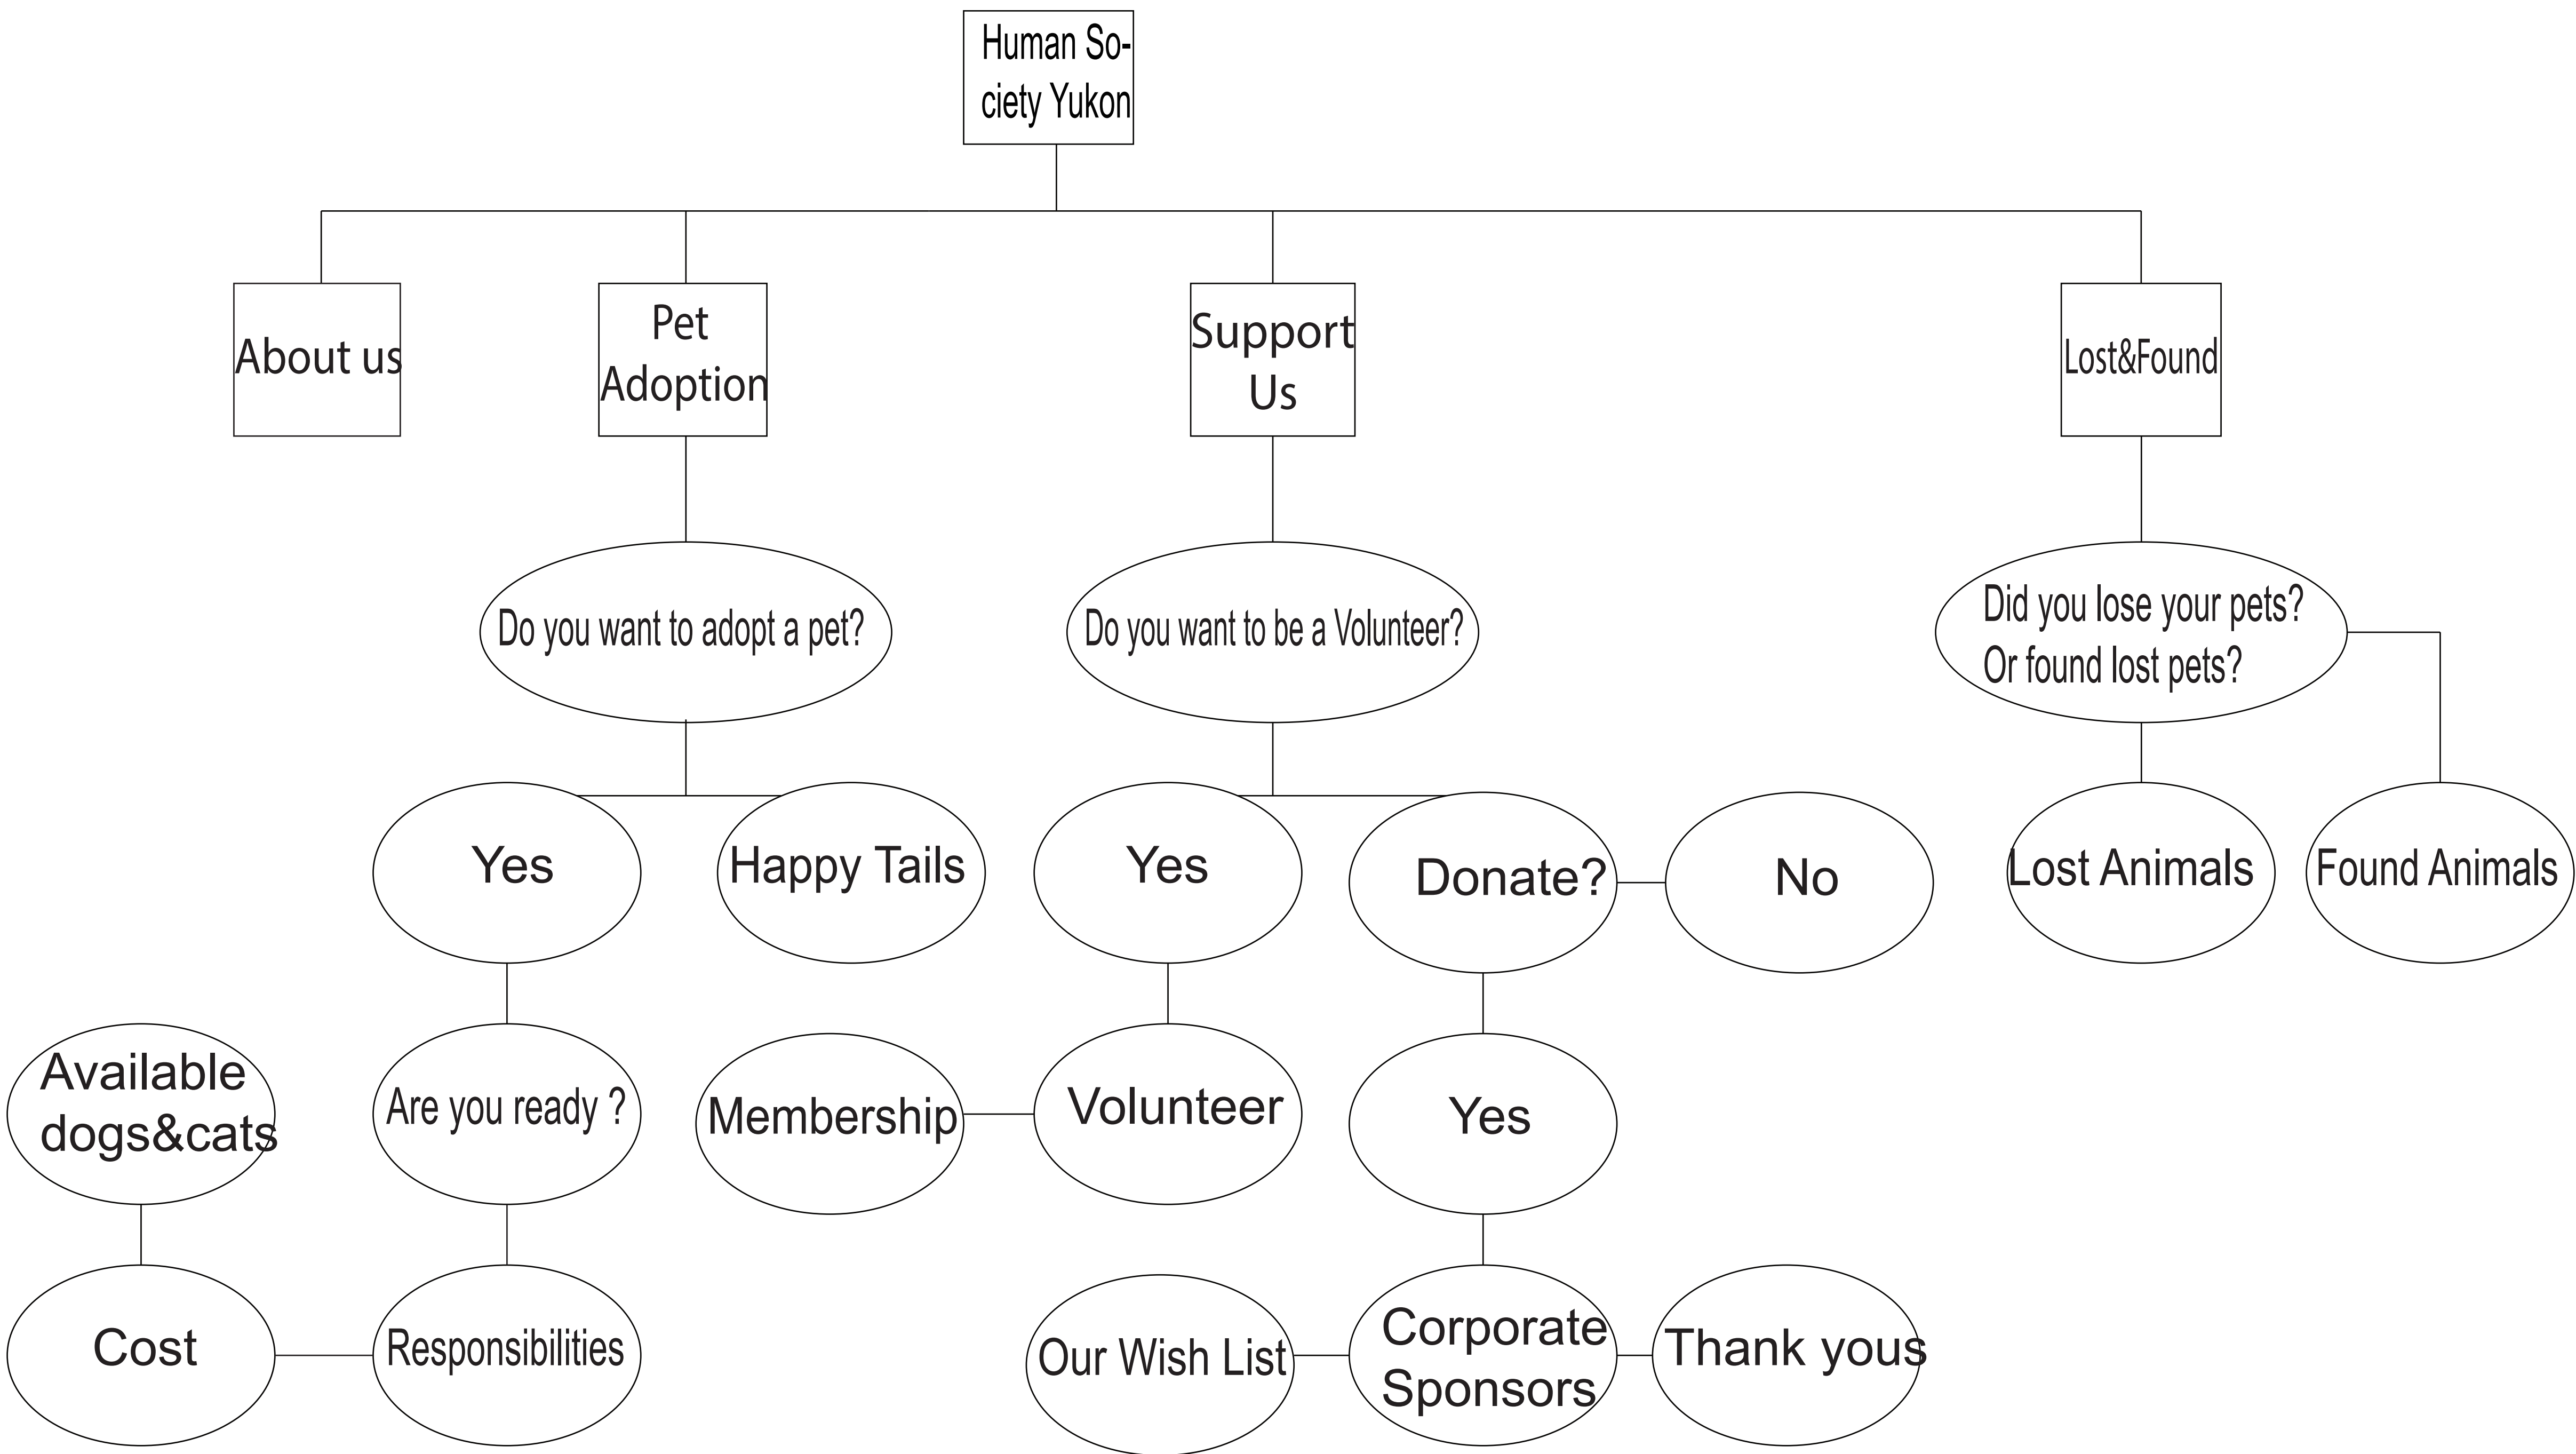 Human So-
ciety Yukon
About us
Pet
Adoption
Support
Us
Lost&Found
Do you want to adopt a pet?
Do you want to be a Volunteer?
Did you lose your pets?
Or found lost pets?
Yes
Happy Tails
Yes
Donate?
No
Lost Animals
Found Animals
Available
dogs&cats
Are you ready ?
Membership
Volunteer
Yes
Cost
Responsibilities
Our Wish List
Corporate
Sponsors
Thank yous